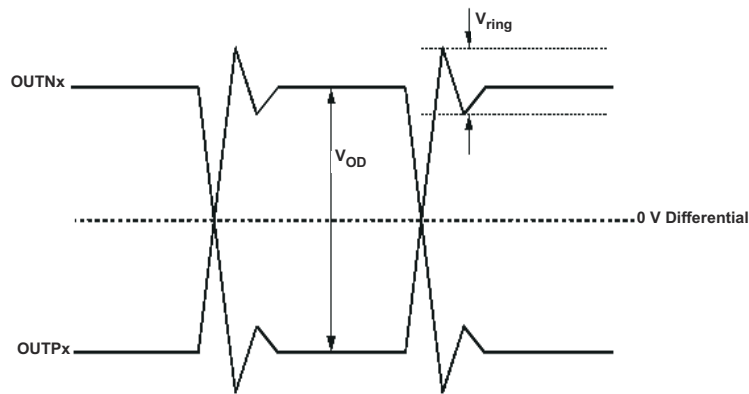 Vring
OUTNx
VOD
0 V Differential
OUTPx